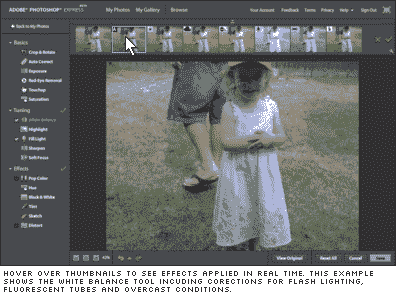 ADOBE® PHOTOSHOP® EXPRESS BETA
My Photos My Gallery Browse
Your Account Feedback Terms Privacy Help Sign Out
Back to My Photos
Basics
Crop & Rotate
Auto Correct
Exposure
Red-Eye Removal
Touchup
Saturation
Tuning
White Balance
Highlight
Fill Light
Sharpen
Soft Focus
Effects
Pop Color
Hue
Black & White
Tint
Sketch
Distort
View Original Reset All Cancel Save
HOVER OVER THUMBNAILS TO SEE EFFECTS APPLIED IN REAL TIME. THIS EXAMPLE
SHOWS THE WHITE BALANCE TOOL INCUDING CORECTIONS FOR FLASH LIGHTING,
FLUORESCENT TUBES AND OVERCAST CONDITIONS.